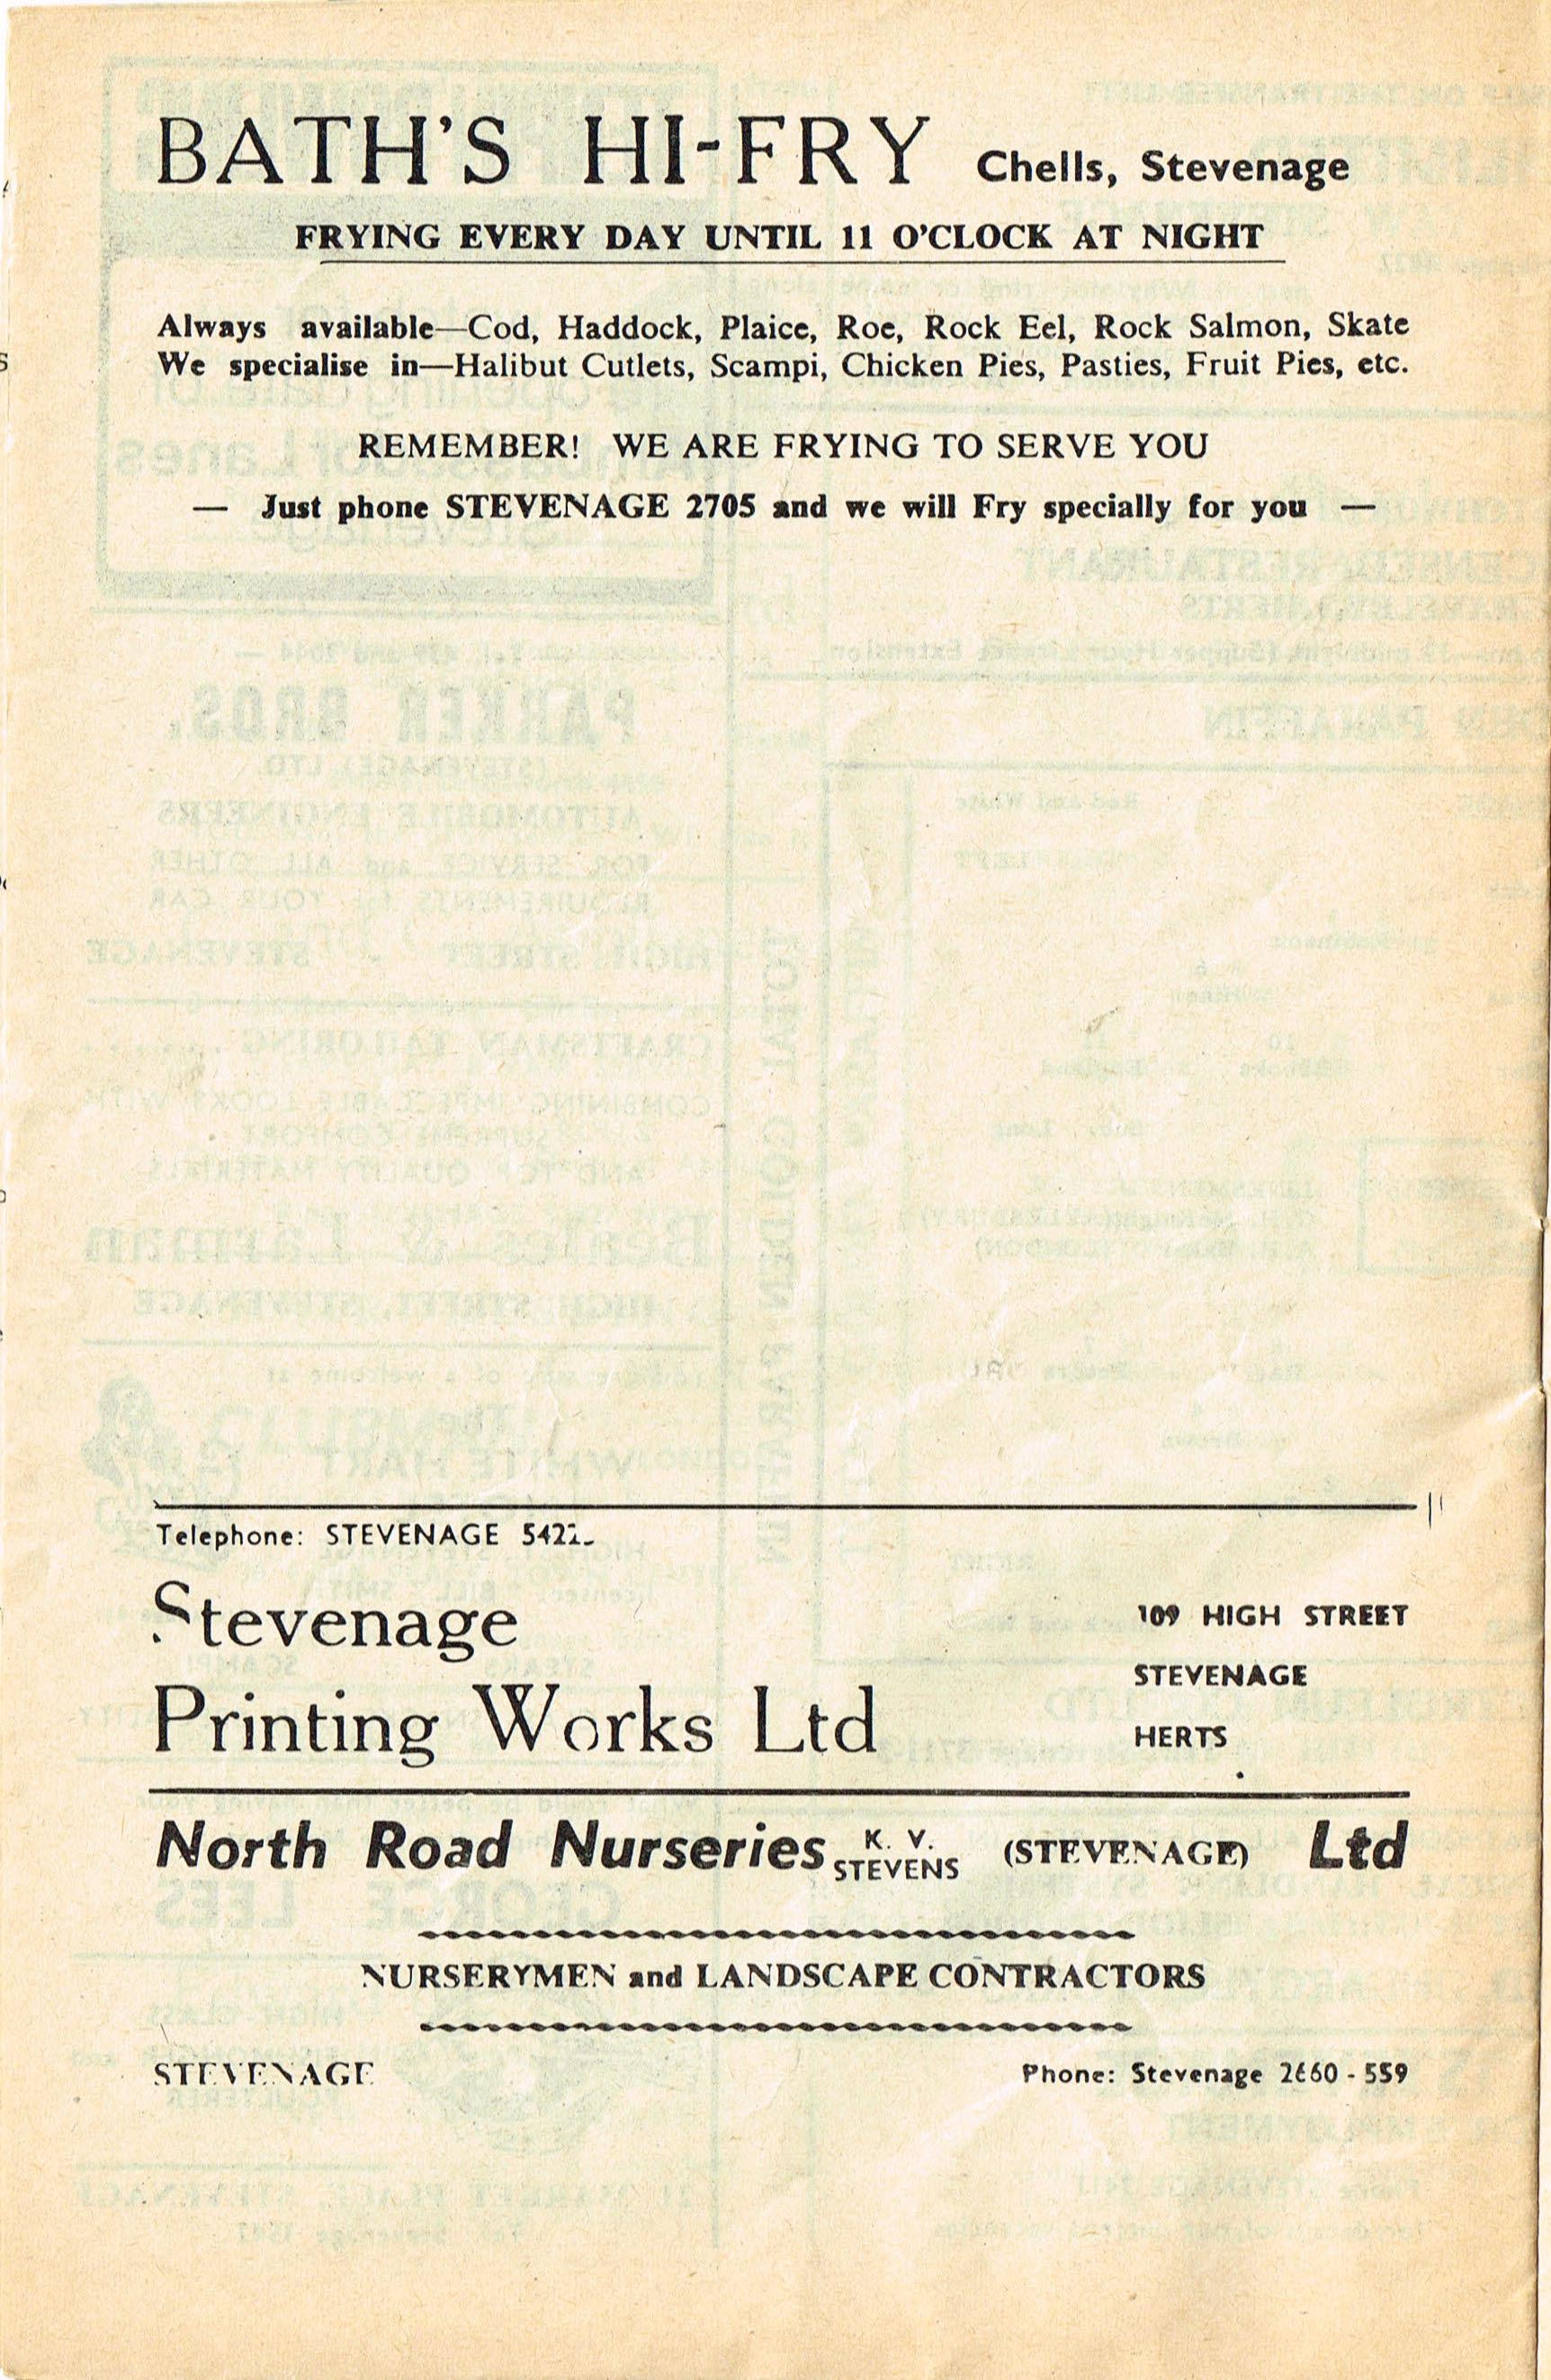 BATH'S HI-FRY Chells, Stevenage
FRYING EVERY DAY UNTIL 11 O'CLOCK AT NIGHT
Always available—Cod, Haddock, Plaice, Roe, Rock Eel, Rock Salmon, Skate
We specialise in—Halibut Cutlets, Scampi, Chicken Pies, Pasties, Fruit Pies, etc.
REMEMBER! WE ARE FRYING TO SERVE YOU
— Just phone STEVENAGE 2705 and we will Fry specially for you —
Telephone: STEVENAGE
Stevenage
Printing Works Ltd
109 HIGH STREET
STEVENAGE
HERTS
North Road Nurseries K. V. STEVENS (STEVENAGE) Ltd
NURSERYMEN and LANDSCAPE CONTRACTORS
STEVENAGE Phone: Stevenage 2660 - 559